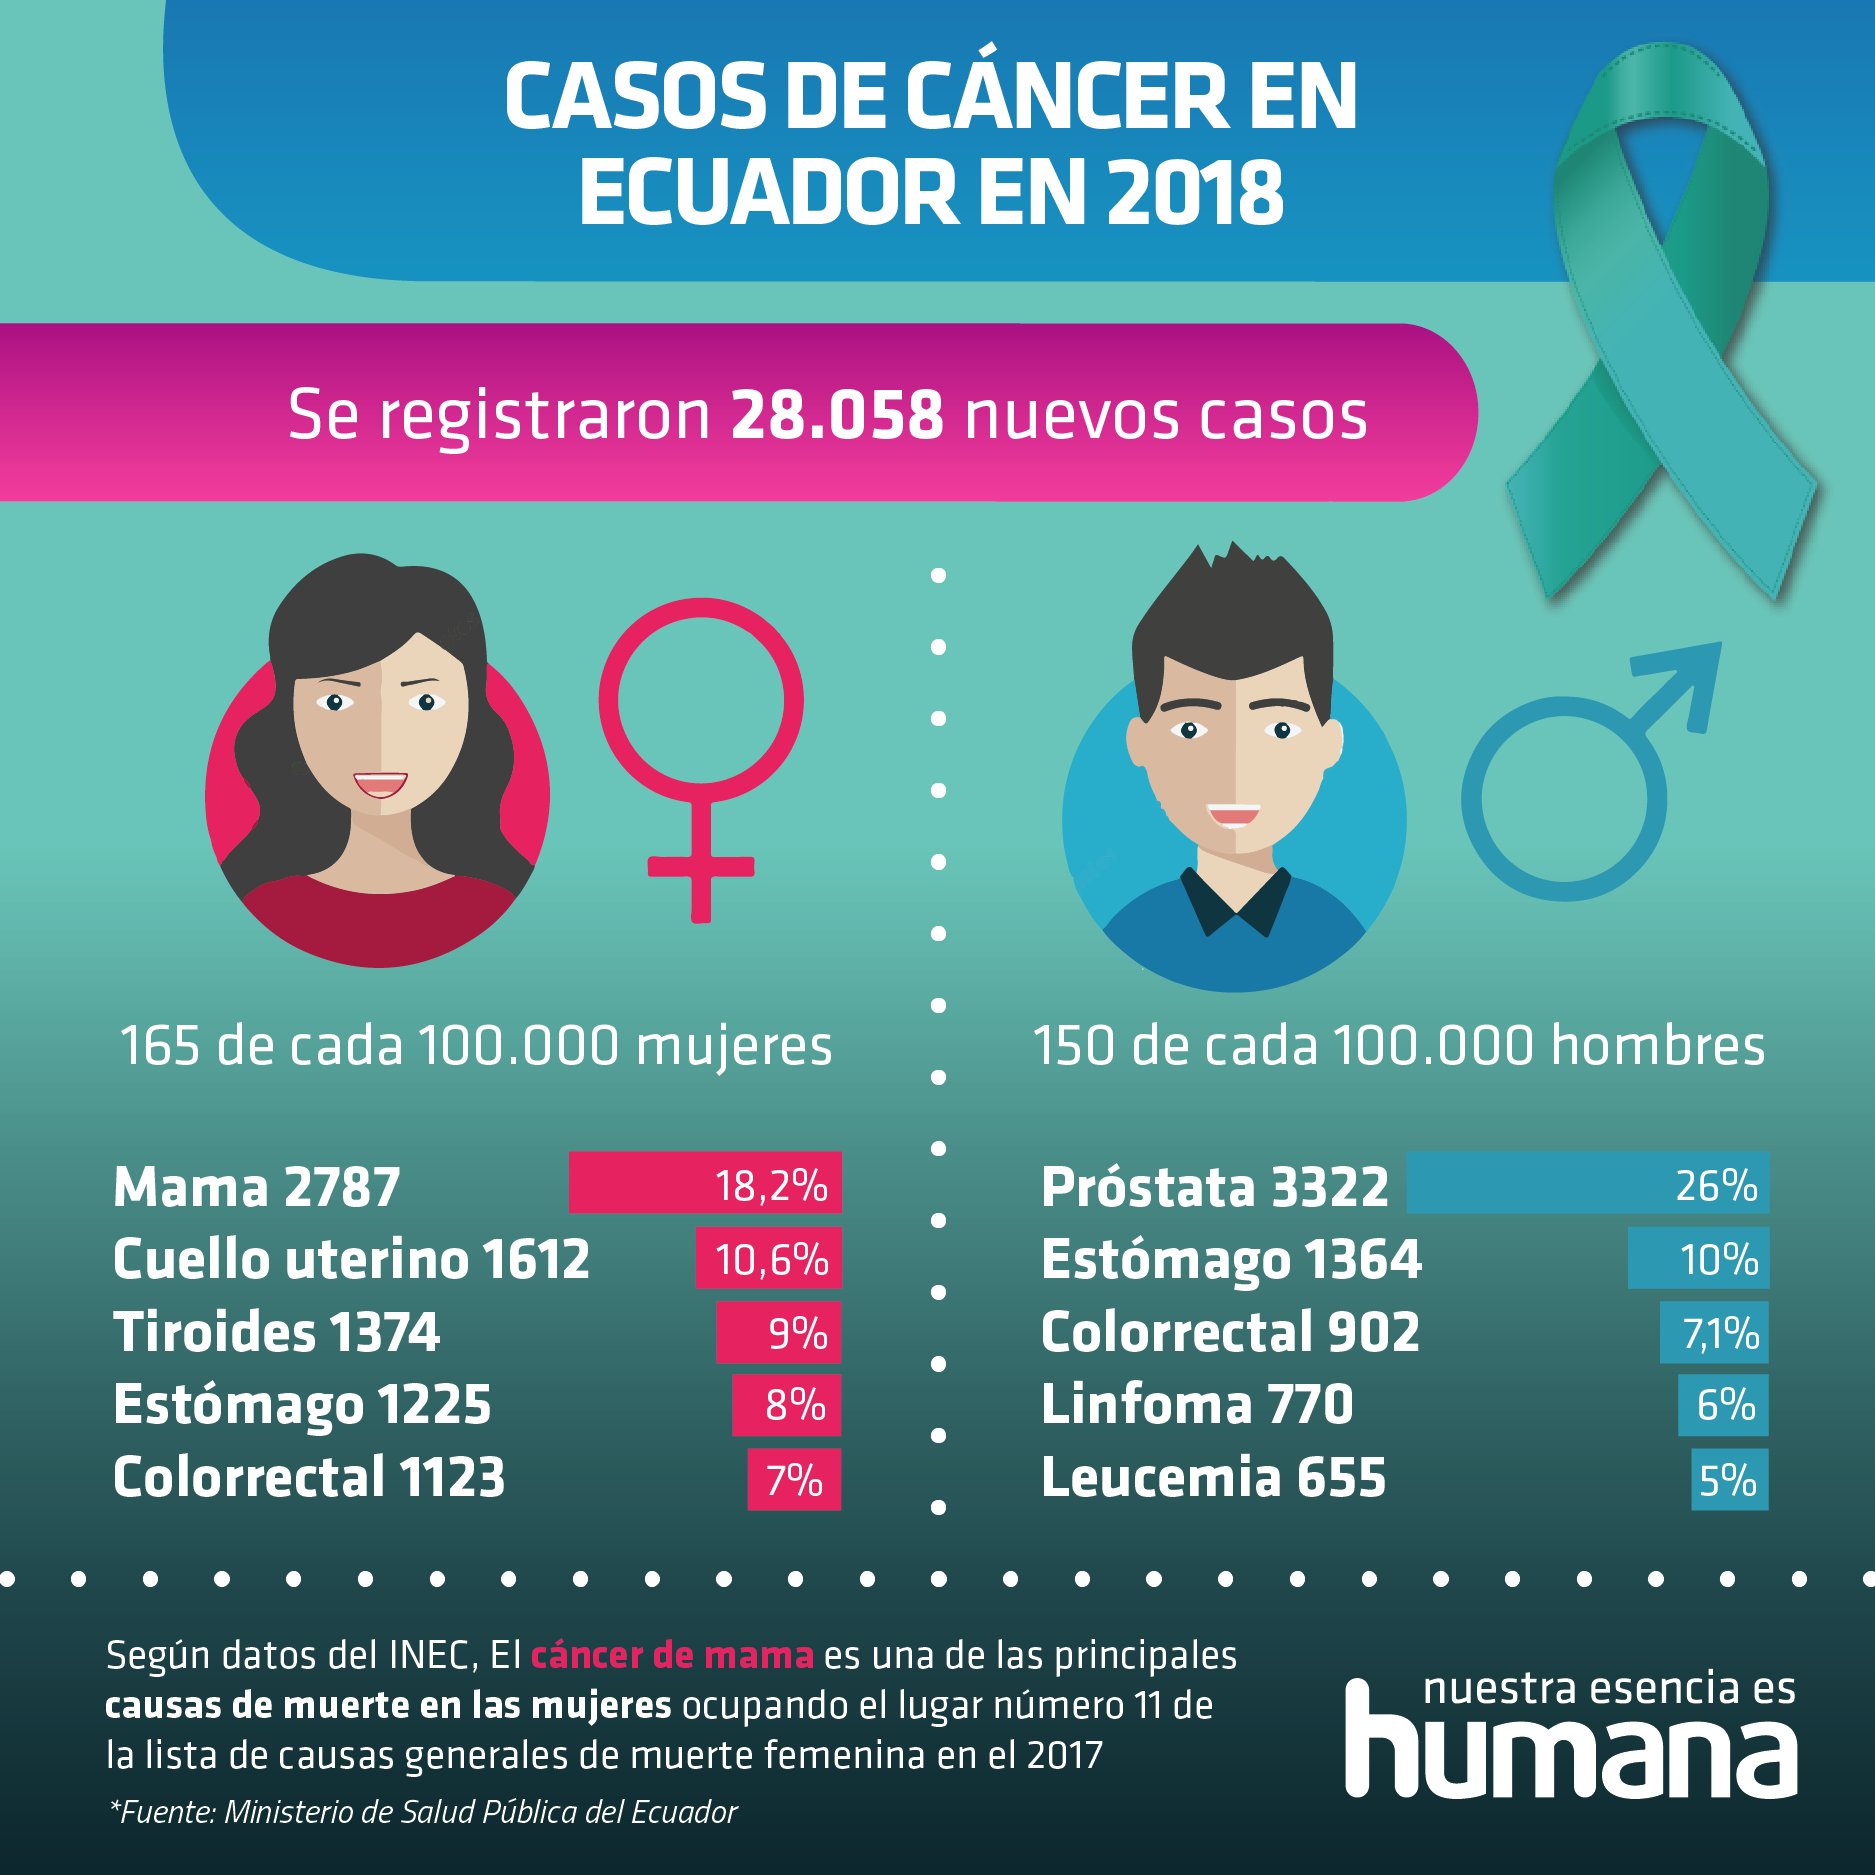 CASOS DE CÁNCER EN
ECUADOR EN 2018
Se registraron 28.058 nuevos casos
165 de cada 100.000 mujeres
Mama 2787 18,2%
Cuello uterino 1612 10,6%
Tiroides 1374 9%
Estómago 1225 8%
Colorrectal 1123 7%
150 de cada 100.000 hombres
Próstata 3322 26%
Estómago 1364 10%
Colorrectal 902 7,1%
Linfoma 770 6%
Leucemia 655 5%
Según datos del INEC, El cáncer de mama es una de las principales
causas de muerte en las mujeres ocupando el lugar número 11 de
la lista de causas generales de muerte femenina en el 2017
*Fuente: Ministerio de Salud Pública del Ecuador
nuestra esencia es
humana